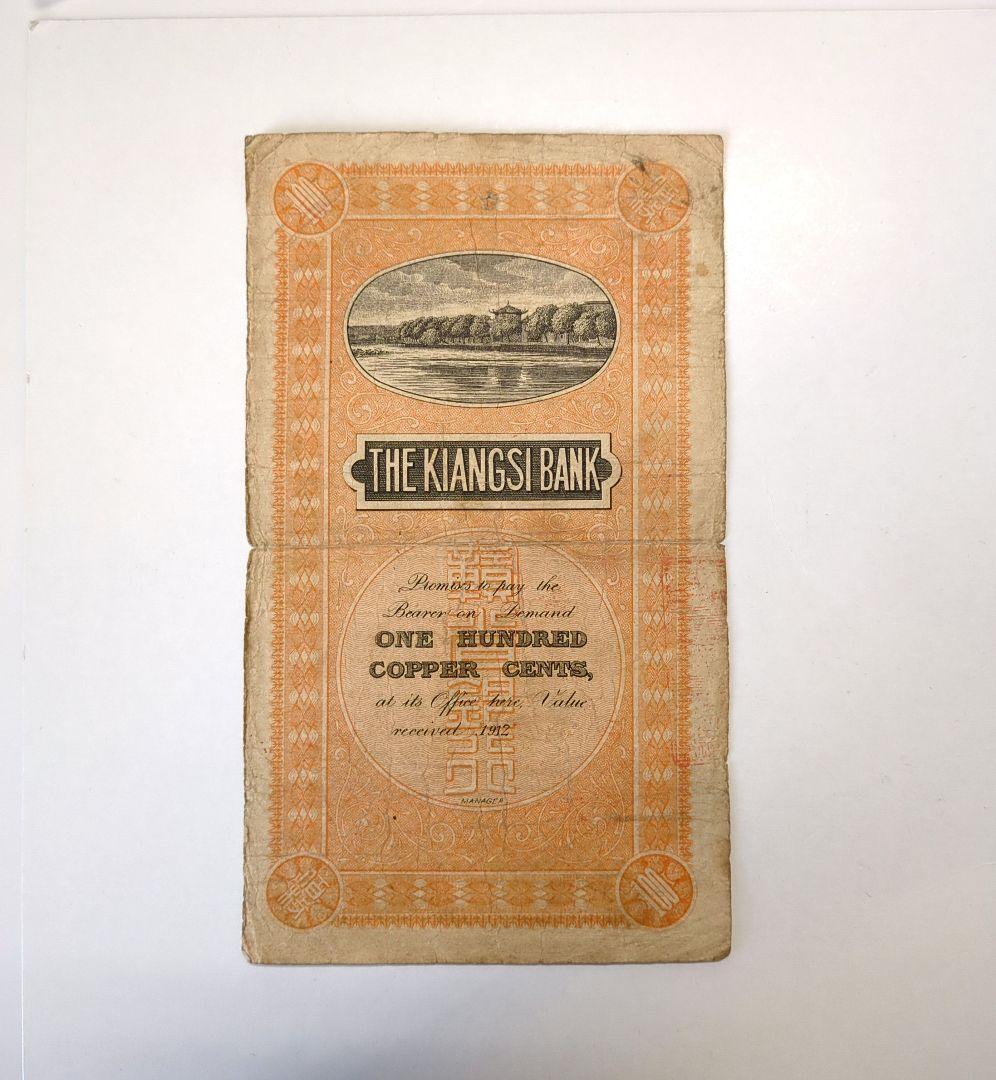 THE KIANGSI BANK
Promises to pay the
Bearer on Demand
ONE HUNDRED
COPPER CENTS,
at its Office here, Value
received 1912
MANAGER